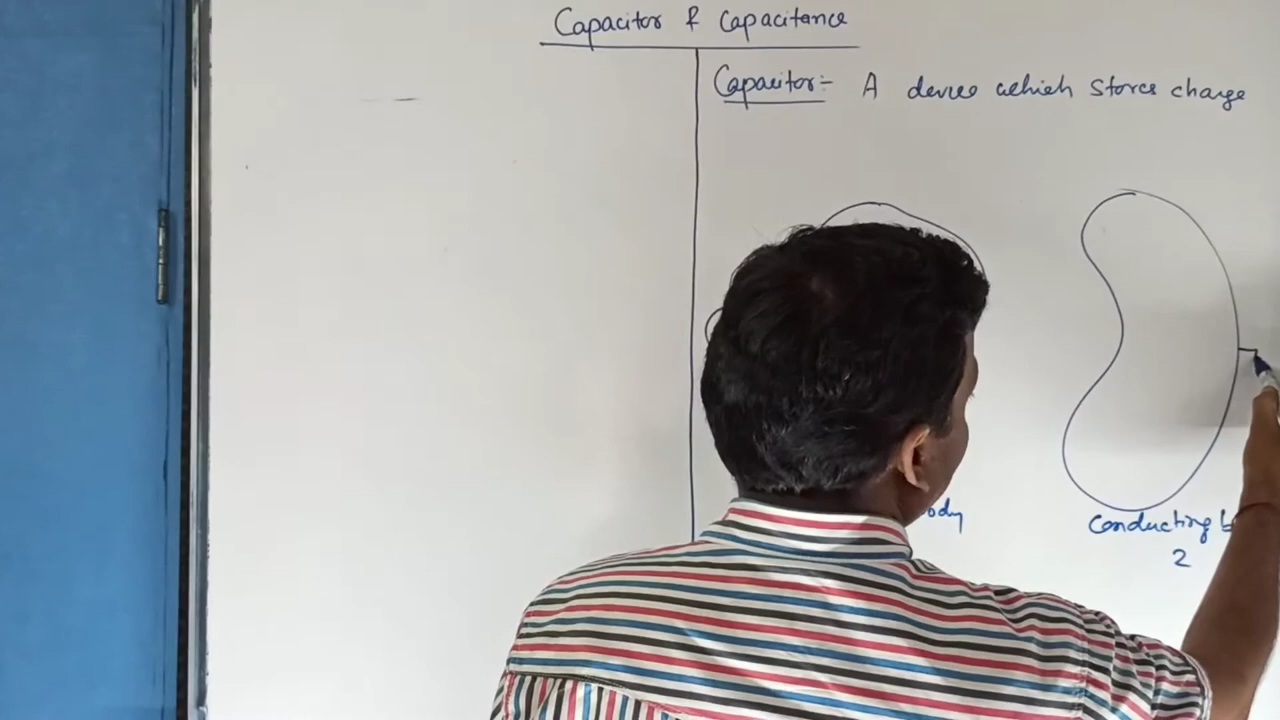 Capacitor & Capacitance
Capacitor:- A device which stores charge
ody
Conducting b
2